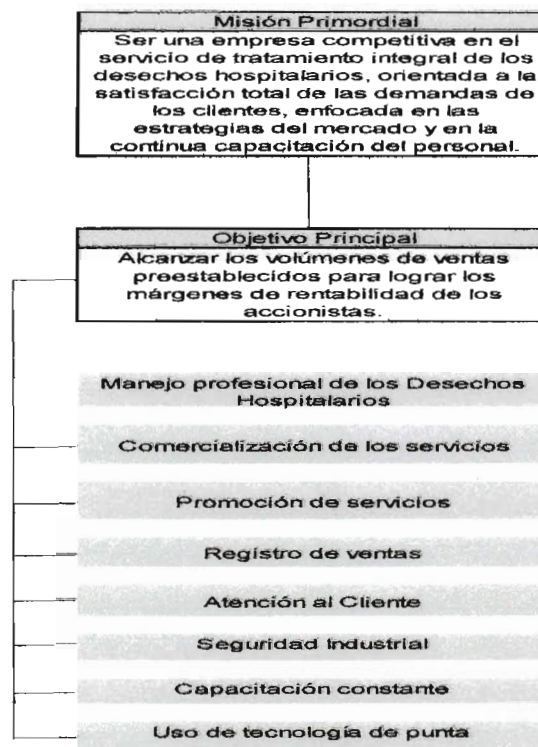 Misión Primordial
Ser una empresa competitiva en el
servicio de tratamiento integral de los
desechos hospitalarios, orientada a la
satisfacción total de las demandas de
los clientes, enfocada en las
estrategias del mercado y en la
continua capacitación del personal.
Objetivo Principal
Alcanzar los volúmenes de ventas
preestablecidos para lograr los
márgenes de rentabilidad de los
accionistas.
Manejo profesional de los Desechos
Hospitalarios
Comercialización de los servicios
Promoción de servicios
Registro de ventas
Atención al Cliente
Seguridad Industrial
Capacitación constante
Uso de tecnología de punta